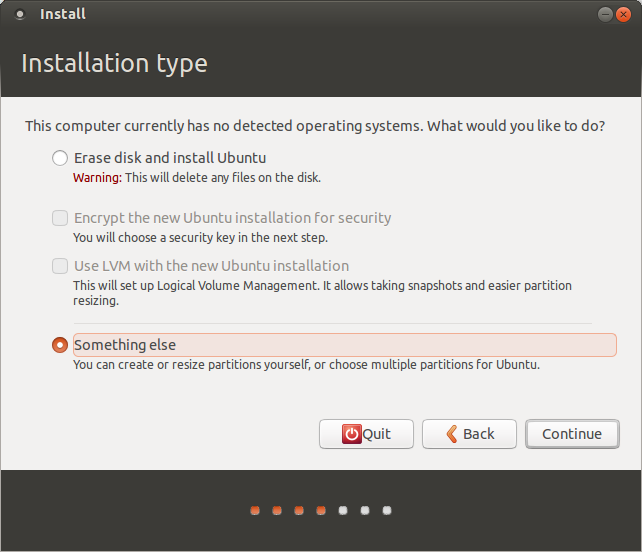 Install
Installation type
This computer currently has no detected operating systems. What would you like to do?
Erase disk and install Ubuntu
Warning: This will delete any files on the disk.
Encrypt the new Ubuntu installation for security
You will choose a security key in the next step.
Use LVM with the new Ubuntu installation
This will set up Logical Volume Management. It allows taking snapshots and easier partition
resizing.
Something else
You can create or resize partitions yourself, or choose multiple partitions for Ubuntu.
Quit Back Continue